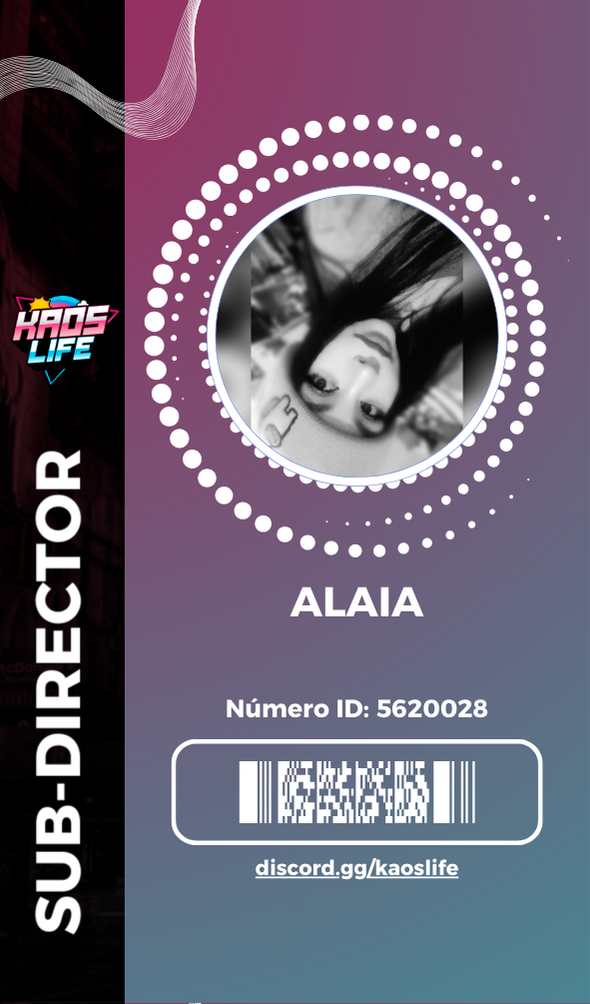 KAOS
LIFE
SUB-DIRECTOR
ALAIA
Número ID: 5620028
discord.gg/kaoslife